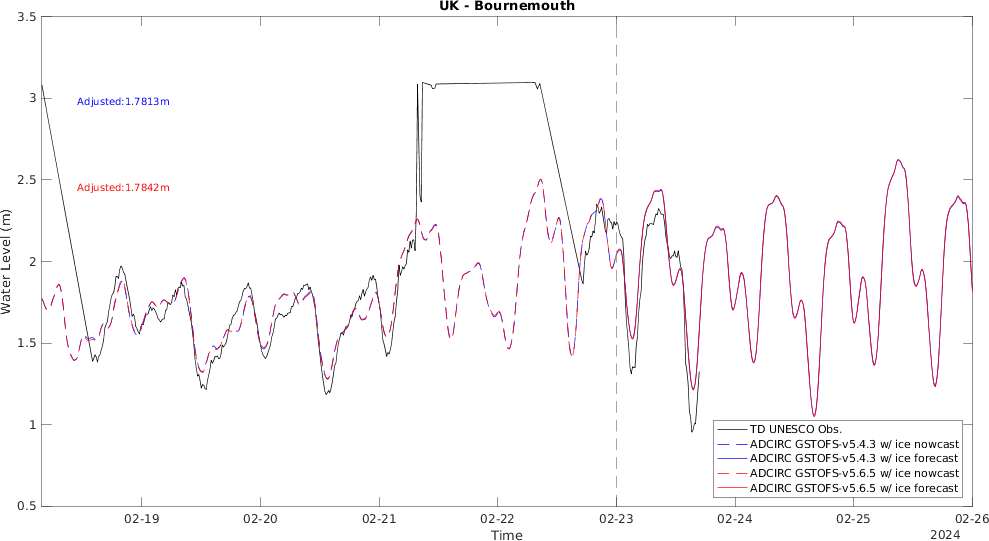 UK - Bournemouth
3.5
3
2.5
2
1.5
1
0.5
Water Level (m)
Adjusted:1.7813m
Adjusted:1.7842m
TD UNESCO Obs.
ADCIRC GSTOFS-v5.4.3 w/ ice nowcast
ADCIRC GSTOFS-v5.4.3 w/ ice forecast
ADCIRC GSTOFS-v5.6.5 w/ ice nowcast
ADCIRC GSTOFS-v5.6.5 w/ ice forecast
02-19 02-20 02-21 02-22 02-23 02-24 02-25 02-26
Time
2024